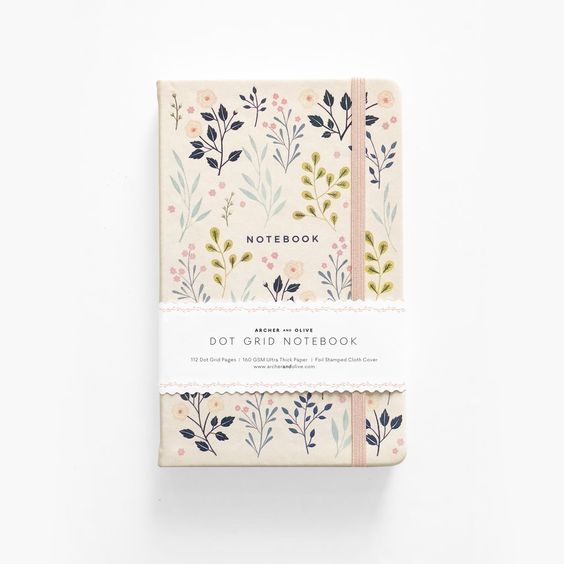 NOTEBOOK
ARCHER AND OLIVE
DOT GRID NOTEBOOK
112 Dot Grid Pages | 160 GSM Ultra Thick Paper | Foil Stamped Cloth Cover
www.archerandolive.com